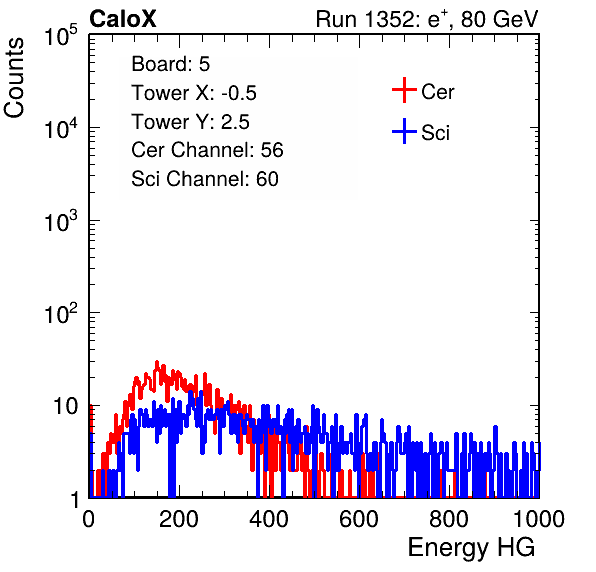 CaloX Run 1352: e⁺, 80 GeV
Counts
Board: 5
Tower X: -0.5
Tower Y: 2.5
Cer Channel: 56
Sci Channel: 60
Cer
Sci
10⁵
10⁴
10³
10²
10
1
0 200 400 600 800 1000
Energy HG